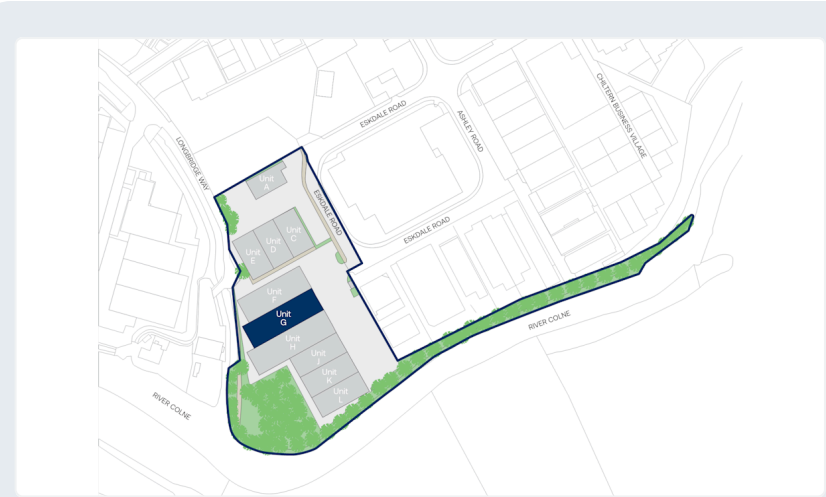 ESKDALE ROAD
ASHLEY ROAD
CHILTERN BUSINESS VILLAGE
LONGBRIDGE WAY
Unit
A
ESKDALE ROAD
Unit
C
Unit
D
Unit
E
ESKDALE ROAD
Unit
F
Unit
G
Unit
H
Unit
J
Unit
K
Unit
L
RIVER COLNE
RIVER COLNE